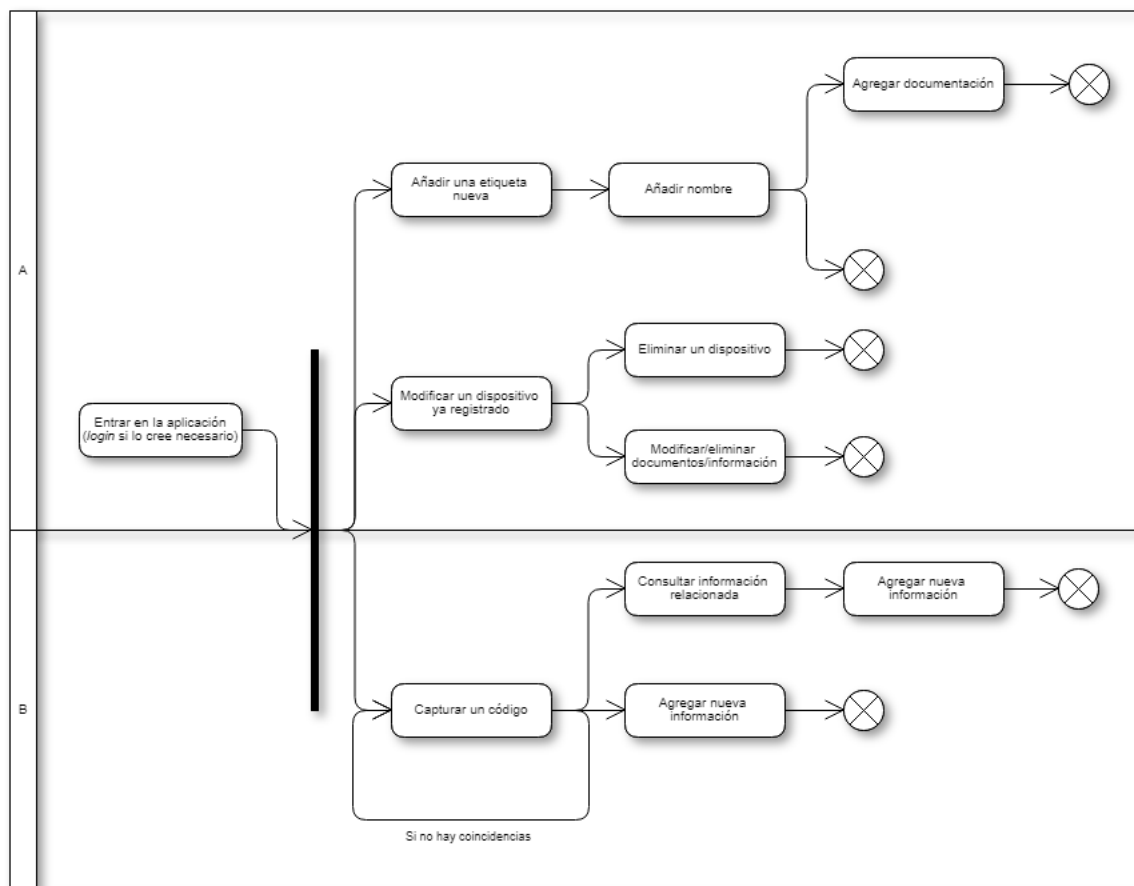 A
Agregar documentación
Añadir una etiqueta
nueva
Añadir nombre
Eliminar un dispositivo
Modificar un dispositivo
ya registrado
Entrar en la aplicación
(login si lo cree necesario)
Modificar/eliminar
documentos/información
B
Consultar información
relacionada
Agregar nueva
información
Capturar un código
Agregar nueva
información
Si no hay coincidencias